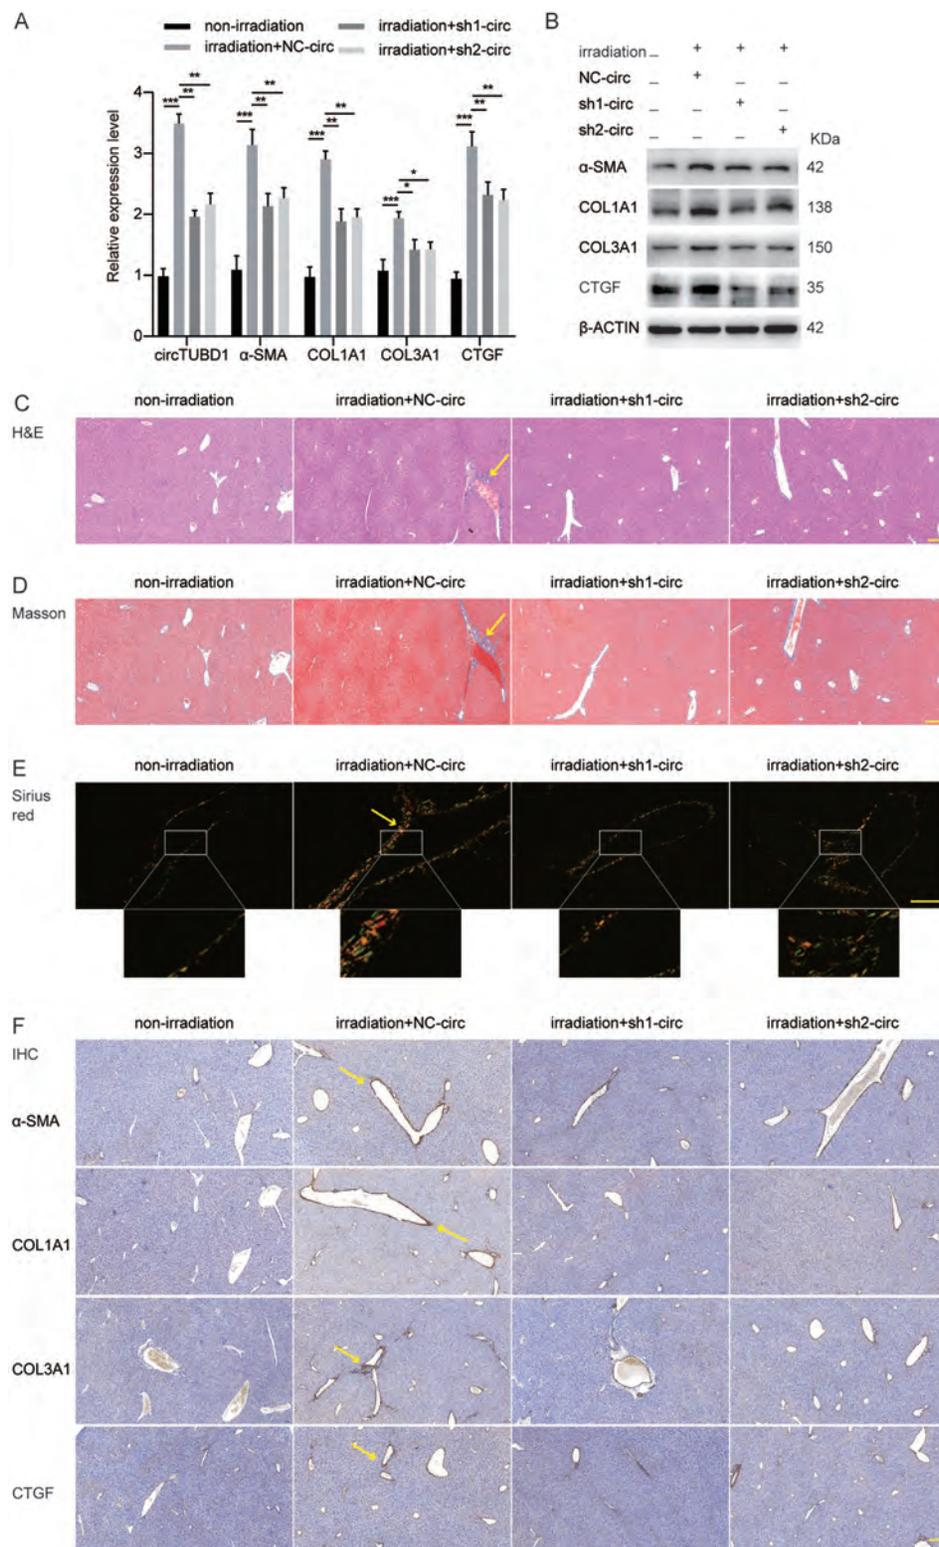 A
non-irradiation
irradiation+sh1-circ
irradiation+NC-circ
irradiation+sh2-circ
Relative expression level
4
3
2
1
0
*** ** **
*** ** **
*** ** **
*** * *
*** ** **
circTUBD1 α-SMA COL1A1 COL3A1 CTGF
B
irradiation _ + + +
NC-circ _ + _ _
sh1-circ _ _ + _
sh2-circ _ _ _ +
KDa
α-SMA 42
COL1A1 138
COL3A1 150
CTGF 35
β-ACTIN 42
C
non-irradiation irradiation+NC-circ irradiation+sh1-circ irradiation+sh2-circ
H&E
D
non-irradiation irradiation+NC-circ irradiation+sh1-circ irradiation+sh2-circ
Masson
E
non-irradiation irradiation+NC-circ irradiation+sh1-circ irradiation+sh2-circ
Sirius
red
F
non-irradiation irradiation+NC-circ irradiation+sh1-circ irradiation+sh2-circ
IHC
α-SMA
COL1A1
COL3A1
CTGF